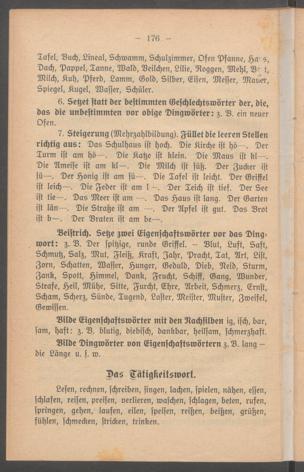 – 176 –
Tafel, Buch, Lineal, Schwamm, Schulzimmer, Ofen Pfanne, Haus,
Dach, Pappel, Tanne, Wald, Veilchen, Lilie, Roggen, Mehl, Brot,
Milch, Kuh, Pferd, Lamm, Gold, Silber, Eisen, Messer, Maser,
Spiegel, Kugel, Wasser, Schüler.
6. Setzet statt der bestimmten Geschlechtswörter der, die,
das die unbestimmten vor obige Dingwörter: z. B. ein neuer
Ofen.
7. Steigerung (Mehrzahlbildung). Füllet die leeren Stellen
richtig aus: Das Schulhaus ist hoch. Die Kirche ist hö—. Der
Turm ist am hö—. Die Katze ist klein. Die Maus ist kl—.
Die Ameise ist am kl—. Die Milch ist süß. Der Zucker ist
sü—. Der Honig ist am sü—. Die Tafel ist leicht. Der Griffel
ist leich—. Die Feder ist am l—. Der Teich ist tief. Der See
ist tie—. Das Meer ist am —. Das Haus ist lang. Der Garten
ist län—. Die Straße ist am —. Der Apfel ist gut. Das Brot
ist b—. Der Braten ist am be—.
Beistrich. Setze zwei Eigenschaftswörter vor das Ding-
wort: z. B. Der spitzige, runde Griffel. – Blut, Luft, Saft,
Schmutz, Salz, Mut, Fleiß, Kraft, Jahr, Pracht, Tat, Art, List,
Zorn, Schatten, Wasser, Hunger, Geduld, Dieb, Neid, Sturm,
Zank, Spott, Himmel, Dank, Frucht, Schiff, Gang, Wunder,
Strafe, Heil, Mühe, Sitte, Furcht, Ehre, Arbeit, Schmerz, Ernst,
Scham, Scherz, Sünde, Tugend, Laster, Meister, Muster, Zweifel,
Gewissen.
Bilde Eigenschaftswörter mit den Nachsilben ig, isch, bar,
sam, haft: z. B. blutig, diebisch, dankbar, heilsam, schmerzhaft.
Bilde Dingwörter von Eigenschaftswörtern z. B. lang –
die Länge u. s. w.
Das Tätigkeitswort.
Lesen, rechnen, schreiben, singen, lachen, spielen, nähen, essen,
schlafen, reisen, preisen, verlieren, waschen, schlagen, beten, rufen,
springen, gehen, laufen, eilen, speisen, reißen, beißen, grüßen,
fühlen, schmecken, stricken, trinken.